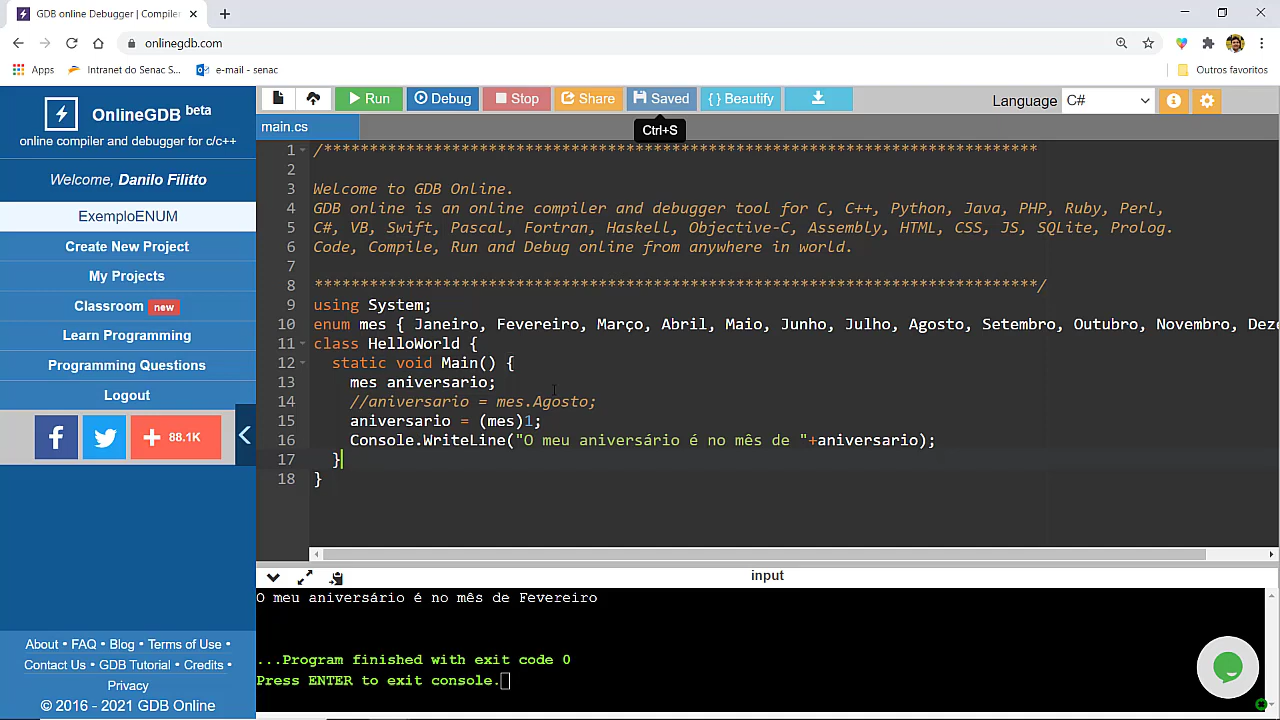 GDB online Debugger | Compiler
onlinegdb.com
Apps
Intranet do Senac S...
e-mail - senac
Outros favoritos
OnlineGDB beta
online compiler and debugger for c/c++
Welcome, Danilo Filitto
ExemploENUM
Create New Project
My Projects
Classroom new
Learn Programming
Programming Questions
Logout
88.1K
About • FAQ • Blog • Terms of Use •
Contact Us • GDB Tutorial • Credits •
Privacy
© 2016 - 2021 GDB Online
Run
Debug
Stop
Share
Saved
{ } Beautify
Language C#
Ctrl+S
main.cs
1 /******************************************************************************
2
3 Welcome to GDB Online.
4 GDB online is an online compiler and debugger tool for C, C++, Python, Java, PHP, Ruby, Perl,
5 C#, VB, Swift, Pascal, Fortran, Haskell, Objective-C, Assembly, HTML, CSS, JS, SQLite, Prolog.
6 Code, Compile, Run and Debug online from anywhere in world.
7
8 *******************************************************************************/
9 using System;
10 enum mes { Janeiro, Fevereiro, Março, Abril, Maio, Junho, Julho, Agosto, Setembro, Outubro, Novembro, Deze
11 class HelloWorld {
12 static void Main() {
13 mes aniversario;
14 //aniversario = mes.Agosto;
15 aniversario = (mes)1;
16 Console.WriteLine("O meu aniversário é no mês de "+aniversario);
17 }
18 }
input
O meu aniversário é no mês de Fevereiro
...Program finished with exit code 0
Press ENTER to exit console.